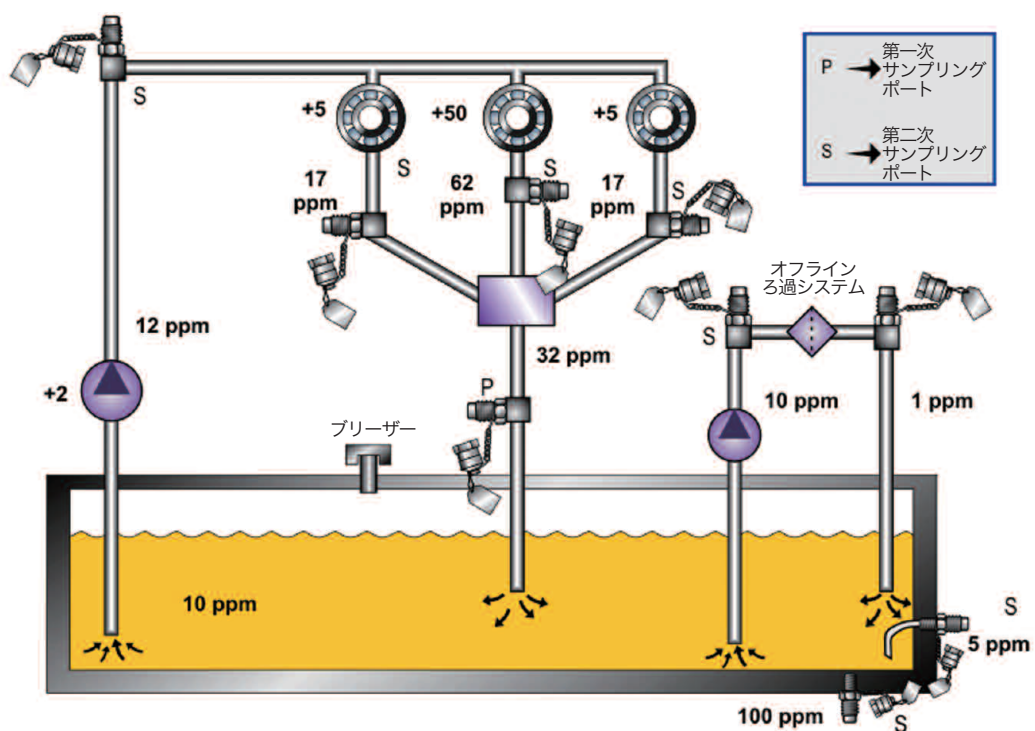 S
+5
+50
+5
17
ppm
S
62
ppm
S
17
ppm
S
P
第一次
サンプリング
ポート
S
第二次
サンプリング
ポート
12 ppm
+2
32 ppm
P
ブリーザー
オフライン
ろ過システム
S
10 ppm
1 ppm
10 ppm
S
5 ppm
100 ppm
S